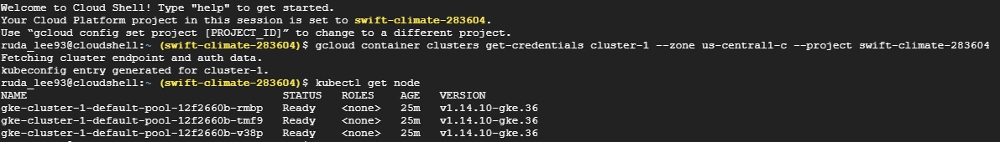 Welcome to Cloud Shell! Type "help" to get started.
Your Cloud Platform project in this session is set to swift-climate-283604.
Use “gcloud config set project [PROJECT_ID]” to change to a different project.
ruda_lee93@cloudshell:~ (swift-climate-283604)$ gcloud container clusters get-credentials cluster-1 --zone us-central1-c --project swift-climate-283604
Fetching cluster endpoint and auth data.
kubeconfig entry generated for cluster-1.
ruda_lee93@cloudshell:~ (swift-climate-283604)$ kubectl get node
NAME STATUS ROLES AGE VERSION
gke-cluster-1-default-pool-12f2660b-rmbp Ready <none> 25m v1.14.10-gke.36
gke-cluster-1-default-pool-12f2660b-tmf9 Ready <none> 25m v1.14.10-gke.36
gke-cluster-1-default-pool-12f2660b-v38p Ready <none> 25m v1.14.10-gke.36